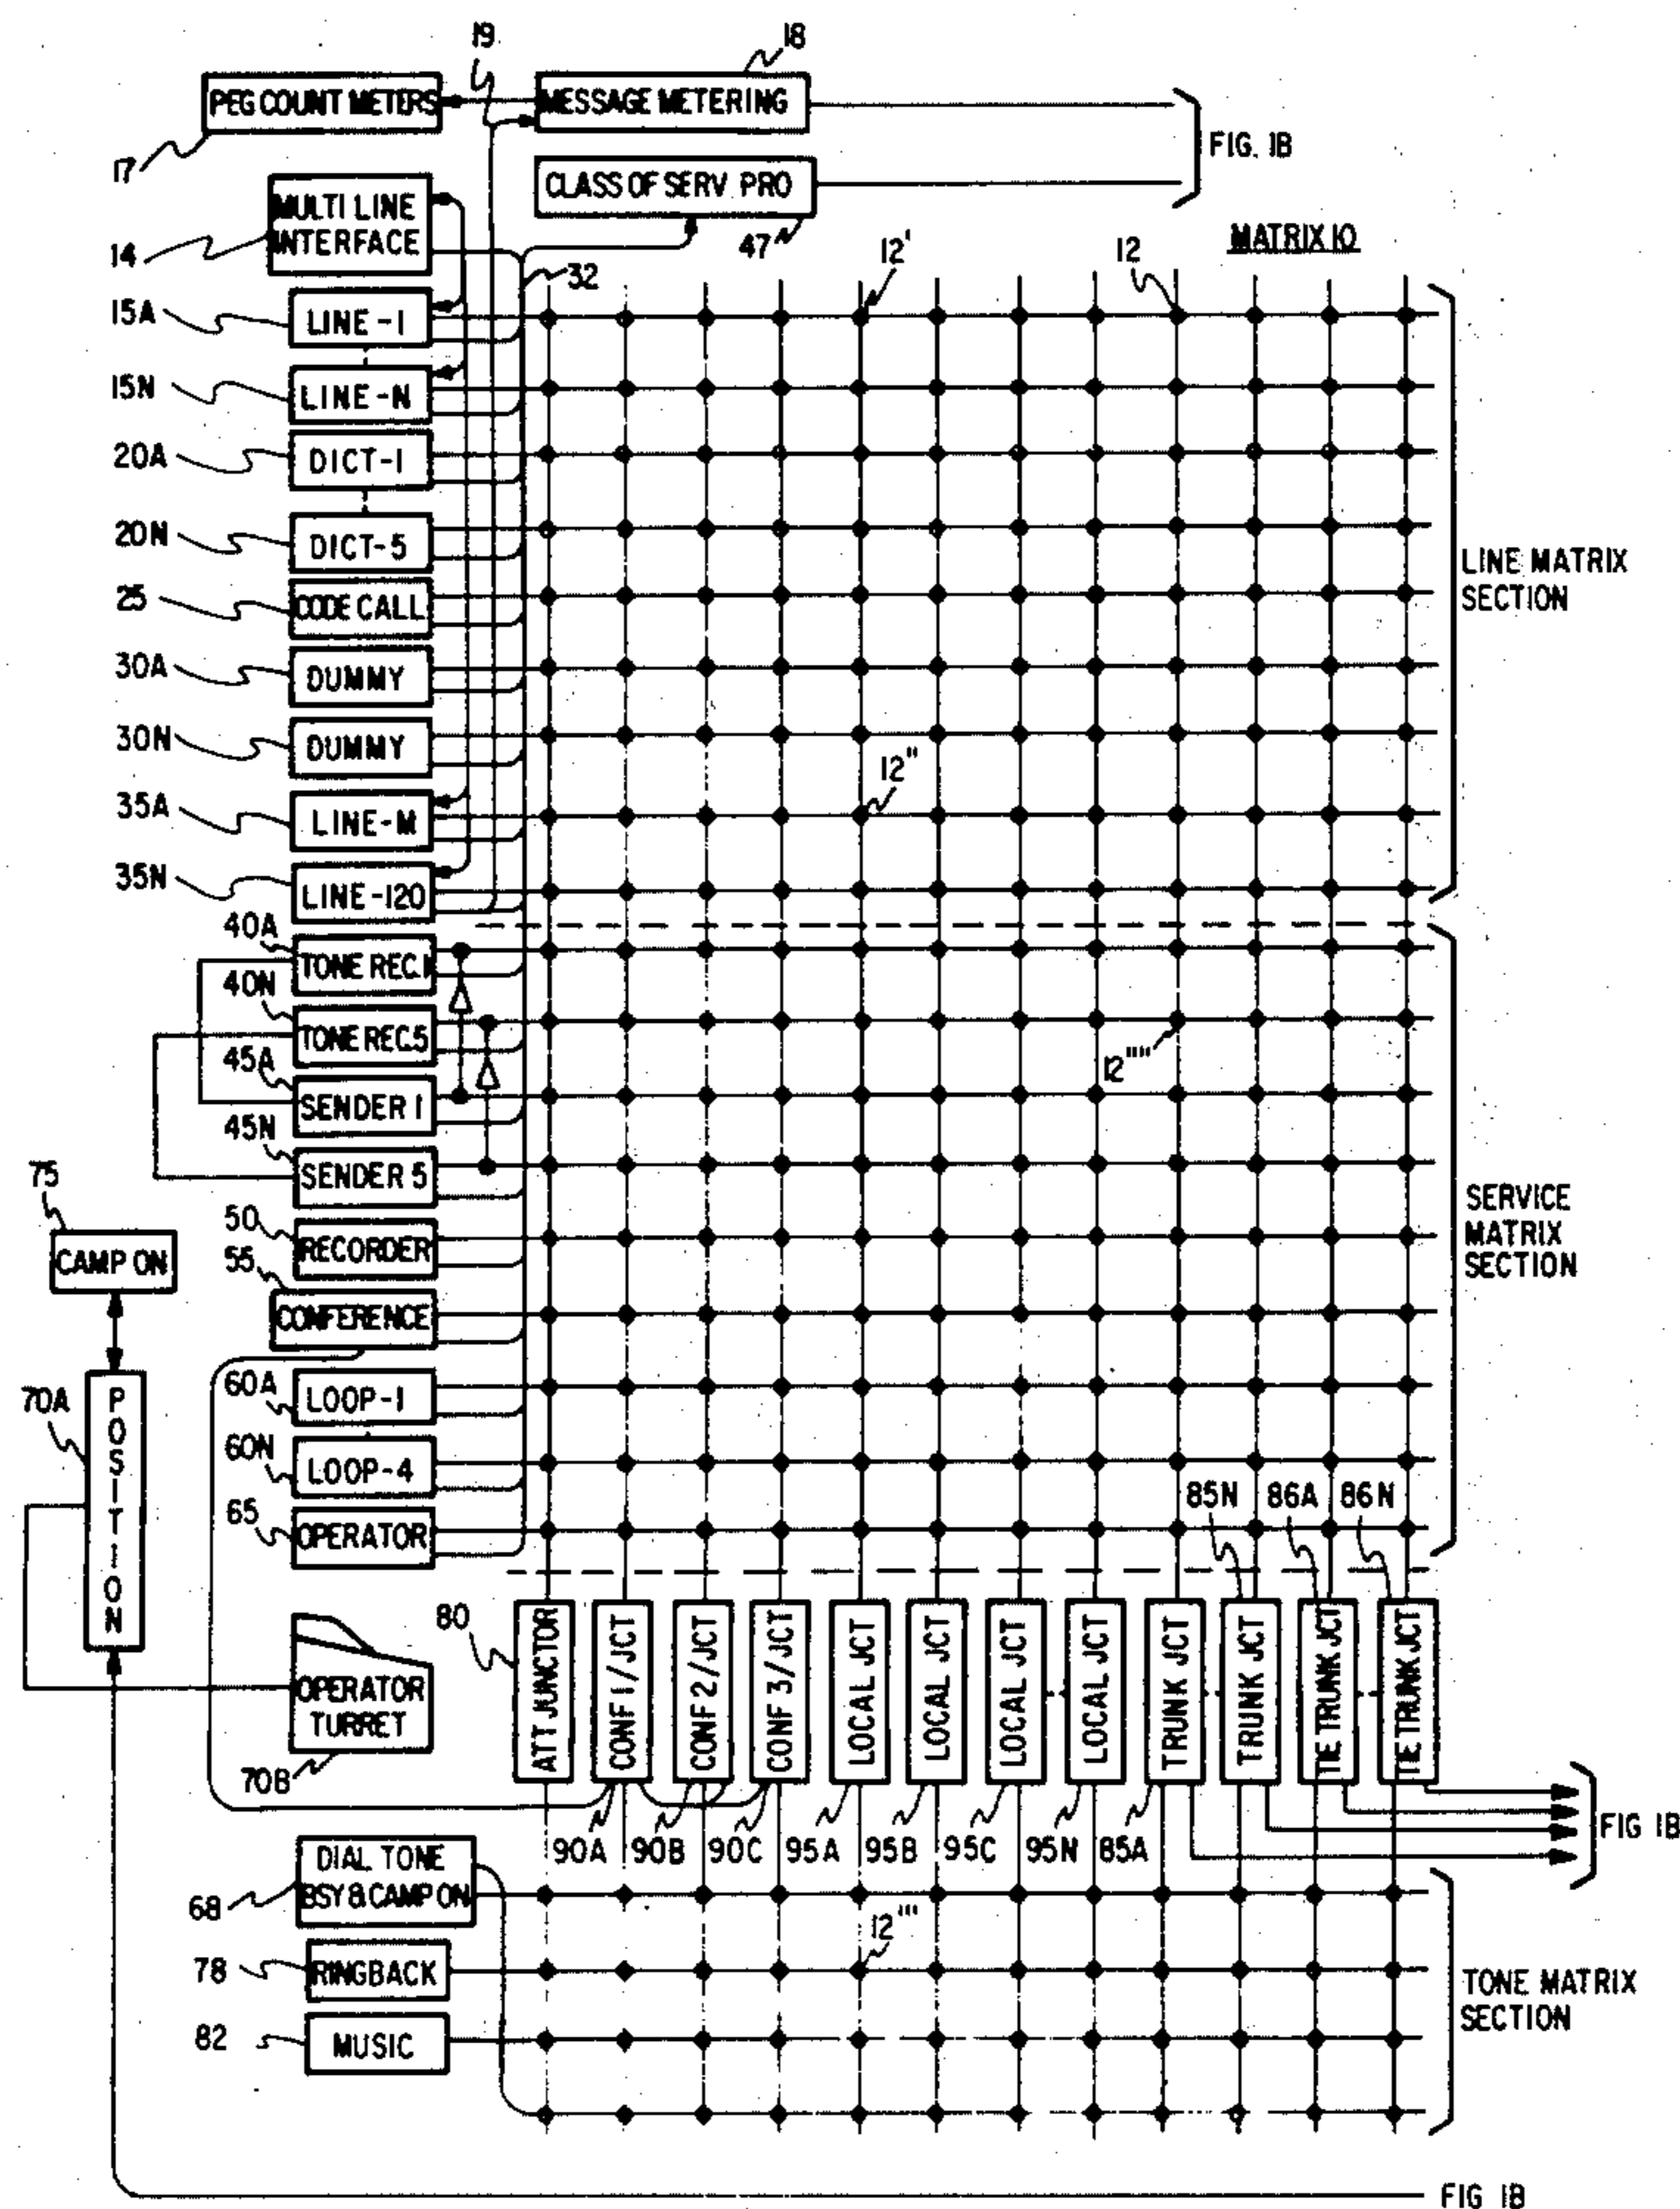 19
18
PEG COUNT METERS
MESSAGE METERING
17
FIG. 1B
CLASS OF SERV. PRO
47
MULTI LINE
INTERFACE
14
32
12'
12
MATRIX 10
15A
LINE-1
15N
LINE-N
20A
DICT-1
20N
DICT-5
LINE MATRIX
SECTION
25
CODE CALL
30A
DUMMY
30N
DUMMY
12"
35A
LINE-M
35N
LINE-120
40A
TONE REC.1
40N
TONE REC.5
12""
45A
SENDER 1
45N
SENDER 5
75
CAMP ON
50
RECORDER
SERVICE
MATRIX
SECTION
55
CONFERENCE
70A
POSITION
60A
LOOP-1
60N
LOOP-4
85N
86A
86N
65
OPERATOR
80
ATT JUNCTOR
CONF 1/JCT
CONF 2/JCT
CONF 3/JCT
LOCAL JCT
LOCAL JCT
LOCAL JCT
LOCAL JCT
TRUNK JCT
TRUNK JCT
TIE TRUNK JCT
TIE TRUNK JCT
OPERATOR
TURRET
70B
90A
90B
90C
95A
95B
95C
95N
85A
FIG 1B
DIAL TONE
BSY & CAMP ON
68
12'''
78
RINGBACK
TONE MATRIX
SECTION
82
MUSIC
FIG 1B